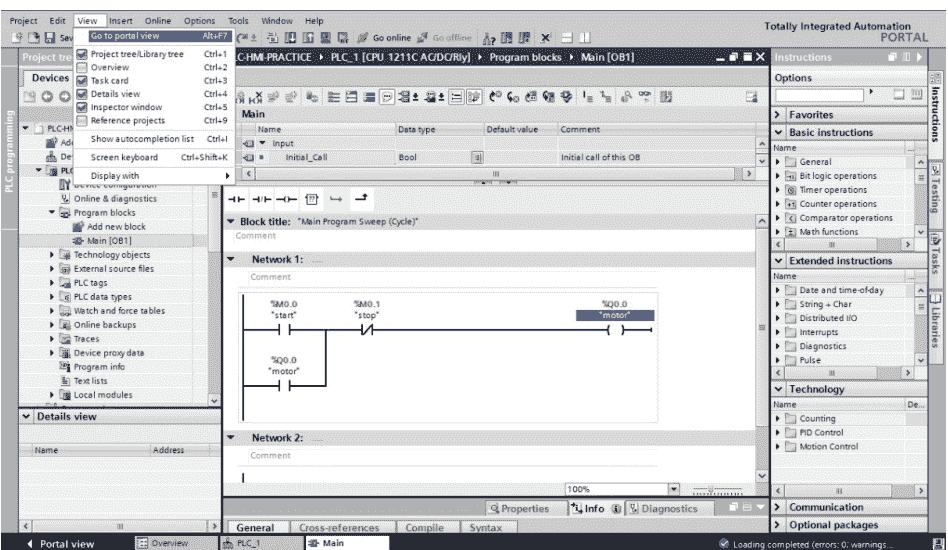 Project Edit View Insert Online Options Tools Window Help
Totally Integrated Automation
PORTAL
Go to portal view Alt+F7
Go online Go offline
Project tree/Library tree Ctrl+1
Overview Ctrl+2
Task card Ctrl+3
Details view Ctrl+4
Inspector window Ctrl+5
Reference projects Ctrl+9
Show autocompletion list Ctrl+I
Screen keyboard Ctrl+Shift+K
Display with
Project tre
Devices
PLC programming
PLC-H
Ad
De
PLC
Device configuration
Online & diagnostics
Program blocks
Add new block
Main [OB1]
Technology objects
External source files
PLC tags
PLC data types
Watch and force tables
Online backups
Traces
Device proxy data
Program info
Text lists
Local modules
Details view
Name Address
C-HMI-PRACTICE PLC_1 [CPU 1211C AC/DC/Rly] Program blocks Main [OB1]
Main
Name Data type Default value Comment
Input
Initial_Call Bool Initial call of this OB
Block title: "Main Program Sweep (Cycle)"
Comment
Network 1: .....
Comment
%M0.0 %M0.1 %Q0.0
"start" "stop" "motor"
%Q0.0
"motor"
Network 2: .....
Comment
100%
Properties Info Diagnostics
General Cross-references Compile Syntax
Instructions
Options
Favorites
Basic instructions
Name
General
Bit logic operations
Timer operations
Counter operations
Comparator operations
Math functions
Extended instructions
Name
Date and time-of-day
String + Char
Distributed I/O
Interrupts
Diagnostics
Pulse
Technology
Name De...
Counting
PID Control
Motion Control
Communication
Optional packages
Instructions
Testing
Tasks
Libraries
Portal view Overview PLC_1 Main Loading completed (errors: 0; warnings...